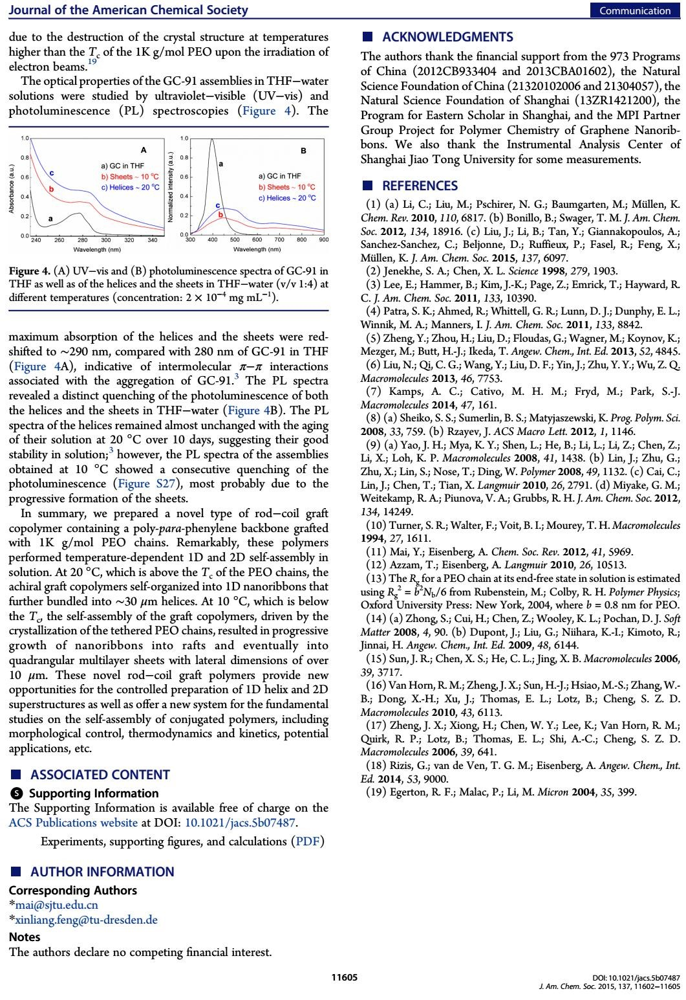 Journal of the American Chemical Society
Communication
due to the destruction of the crystal structure at temperatures
higher than the Tc of the 1K g/mol PEO upon the irradiation of
electron beams.19
The optical properties of the GC-91 assemblies in THF−water
solutions were studied by ultraviolet−visible (UV−vis) and
photoluminescence (PL) spectroscopies (Figure 4). The
A
a) GC in THF
b) Sheets ~ 10 °C
c) Helices ~ 20 °C
c
b
a
Absorbance (a.u.)
1.0
0.8
0.6
0.4
0.2
0.0
240 260 280 300 320 340
Wavelength (nm)
B
a
a) GC in THF
b) Sheets ~ 10 °C
c) Helices ~ 20 °C
c
b
Normalized intensity (a.u.)
1.0
0.8
0.6
0.4
0.2
0.0
300 400 500 600 700 800 900
Wavelength (nm)
Figure 4. (A) UV−vis and (B) photoluminescence spectra of GC-91 in
THF as well as of the helices and the sheets in THF−water (v/v 1:4) at
different temperatures (concentration: 2 × 10−4 mg mL−1).
maximum absorption of the helices and the sheets were red-
shifted to ∼290 nm, compared with 280 nm of GC-91 in THF
(Figure 4A), indicative of intermolecular π−π interactions
associated with the aggregation of GC-91.3 The PL spectra
revealed a distinct quenching of the photoluminescence of both
the helices and the sheets in THF−water (Figure 4B). The PL
spectra of the helices remained almost unchanged with the aging
of their solution at 20 °C over 10 days, suggesting their good
stability in solution;3 however, the PL spectra of the assemblies
obtained at 10 °C showed a consecutive quenching of the
photoluminescence (Figure S27), most probably due to the
progressive formation of the sheets.
In summary, we prepared a novel type of rod−coil graft
copolymer containing a poly-para-phenylene backbone grafted
with 1K g/mol PEO chains. Remarkably, these polymers
performed temperature-dependent 1D and 2D self-assembly in
solution. At 20 °C, which is above the Tc of the PEO chains, the
achiral graft copolymers self-organized into 1D nanoribbons that
further bundled into ∼30 μm helices. At 10 °C, which is below
the Tc, the self-assembly of the graft copolymers, driven by the
crystallization of the tethered PEO chains, resulted in progressive
growth of nanoribbons into rafts and eventually into
quadrangular multilayer sheets with lateral dimensions of over
10 μm. These novel rod−coil graft polymers provide new
opportunities for the controlled preparation of 1D helix and 2D
superstructures as well as offer a new system for the fundamental
studies on the self-assembly of conjugated polymers, including
morphological control, thermodynamics and kinetics, potential
applications, etc.
■ ASSOCIATED CONTENT
S Supporting Information
The Supporting Information is available free of charge on the
ACS Publications website at DOI: 10.1021/jacs.5b07487.
Experiments, supporting figures, and calculations (PDF)
■ AUTHOR INFORMATION
Corresponding Authors
*mai@sjtu.edu.cn
*xinliang.feng@tu-dresden.de
Notes
The authors declare no competing financial interest.
■ ACKNOWLEDGMENTS
The authors thank the financial support from the 973 Programs
of China (2012CB933404 and 2013CBA01602), the Natural
Science Foundation of China (21320102006 and 21304057), the
Natural Science Foundation of Shanghai (13ZR1421200), the
Program for Eastern Scholar in Shanghai, and the MPI Partner
Group Project for Polymer Chemistry of Graphene Nanorib-
bons. We also thank the Instrumental Analysis Center of
Shanghai Jiao Tong University for some measurements.
■ REFERENCES
(1) (a) Li, C.; Liu, M.; Pschirer, N. G.; Baumgarten, M.; Müllen, K.
Chem. Rev. 2010, 110, 6817. (b) Bonillo, B.; Swager, T. M. J. Am. Chem.
Soc. 2012, 134, 18916. (c) Liu, J.; Li, B.; Tan, Y.; Giannakopoulos, A.;
Sanchez-Sanchez, C.; Beljonne, D.; Ruffieux, P.; Fasel, R.; Feng, X.;
Müllen, K. J. Am. Chem. Soc. 2015, 137, 6097.
(2) Jenekhe, S. A.; Chen, X. L. Science 1998, 279, 1903.
(3) Lee, E.; Hammer, B.; Kim, J.-K.; Page, Z.; Emrick, T.; Hayward, R.
C. J. Am. Chem. Soc. 2011, 133, 10390.
(4) Patra, S. K.; Ahmed, R.; Whittell, G. R.; Lunn, D. J.; Dunphy, E. L.;
Winnik, M. A.; Manners, I. J. Am. Chem. Soc. 2011, 133, 8842.
(5) Zheng, Y.; Zhou, H.; Liu, D.; Floudas, G.; Wagner, M.; Koynov, K.;
Mezger, M.; Butt, H.-J.; Ikeda, T. Angew. Chem., Int. Ed. 2013, 52, 4845.
(6) Liu, N.; Qi, C. G.; Wang, Y.; Liu, D. F.; Yin, J.; Zhu, Y. Y.; Wu, Z. Q.
Macromolecules 2013, 46, 7753.
(7) Kamps, A. C.; Cativo, M. H. M.; Fryd, M.; Park, S.-J.
Macromolecules 2014, 47, 161.
(8) (a) Sheiko, S. S.; Sumerlin, B. S.; Matyjaszewski, K. Prog. Polym. Sci.
2008, 33, 759. (b) Rzayev, J. ACS Macro Lett. 2012, 1, 1146.
(9) (a) Yao, J. H.; Mya, K. Y.; Shen, L.; He, B.; Li, L.; Li, Z.; Chen, Z.;
Li, X.; Loh, K. P. Macromolecules 2008, 41, 1438. (b) Lin, J.; Zhu, G.;
Zhu, X.; Lin, S.; Nose, T.; Ding, W. Polymer 2008, 49, 1132. (c) Cai, C.;
Lin, J.; Chen, T.; Tian, X. Langmuir 2010, 26, 2791. (d) Miyake, G. M.;
Weitekamp, R. A.; Piunova, V. A.; Grubbs, R. H. J. Am. Chem. Soc. 2012,
134, 14249.
(10) Turner, S. R.; Walter, F.; Voit, B. I.; Mourey, T. H. Macromolecules
1994, 27, 1611.
(11) Mai, Y.; Eisenberg, A. Chem. Soc. Rev. 2012, 41, 5969.
(12) Azzam, T.; Eisenberg, A. Langmuir 2010, 26, 10513.
(13) The Rg for a PEO chain at its end-free state in solution is estimated
using Rg2 = b2Nb/6 from Rubenstein, M.; Colby, R. H. Polymer Physics;
Oxford University Press: New York, 2004, where b = 0.8 nm for PEO.
(14) (a) Zhong, S.; Cui, H.; Chen, Z.; Wooley, K. L.; Pochan, D. J. Soft
Matter 2008, 4, 90. (b) Dupont, J.; Liu, G.; Niihara, K.-I.; Kimoto, R.;
Jinnai, H. Angew. Chem., Int. Ed. 2009, 48, 6144.
(15) Sun, J. R.; Chen, X. S.; He, C. L.; Jing, X. B. Macromolecules 2006,
39, 3717.
(16) Van Horn, R. M.; Zheng, J. X.; Sun, H.-J.; Hsiao, M.-S.; Zhang, W.-
B.; Dong, X.-H.; Xu, J.; Thomas, E. L.; Lotz, B.; Cheng, S. Z. D.
Macromolecules 2010, 43, 6113.
(17) Zheng, J. X.; Xiong, H.; Chen, W. Y.; Lee, K.; Van Horn, R. M.;
Quirk, R. P.; Lotz, B.; Thomas, E. L.; Shi, A.-C.; Cheng, S. Z. D.
Macromolecules 2006, 39, 641.
(18) Rizis, G.; van de Ven, T. G. M.; Eisenberg, A. Angew. Chem., Int.
Ed. 2014, 53, 9000.
(19) Egerton, R. F.; Malac, P.; Li, M. Micron 2004, 35, 399.
11605
DOI: 10.1021/jacs.5b07487
J. Am. Chem. Soc. 2015, 137, 11602−11605